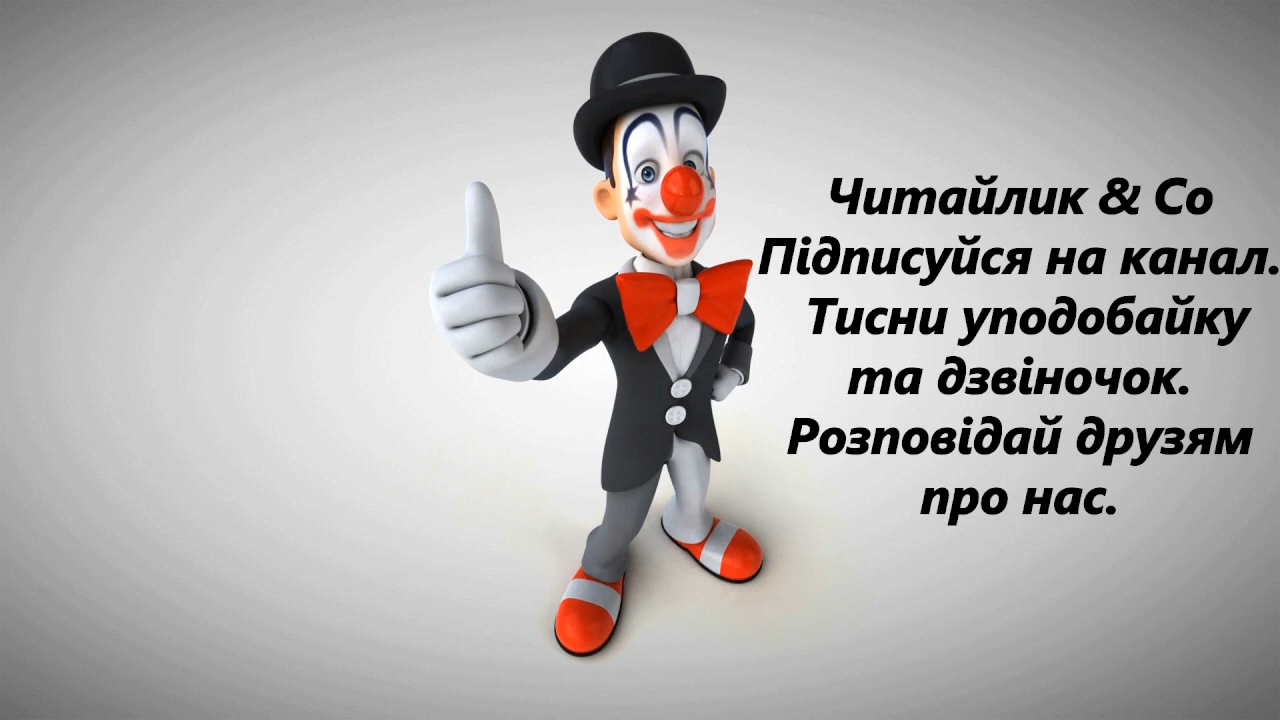 Читайлик & Co
Підписуйся на канал.
Тисни уподобайку
та дзвіночок.
Розповідай друзям
про нас.